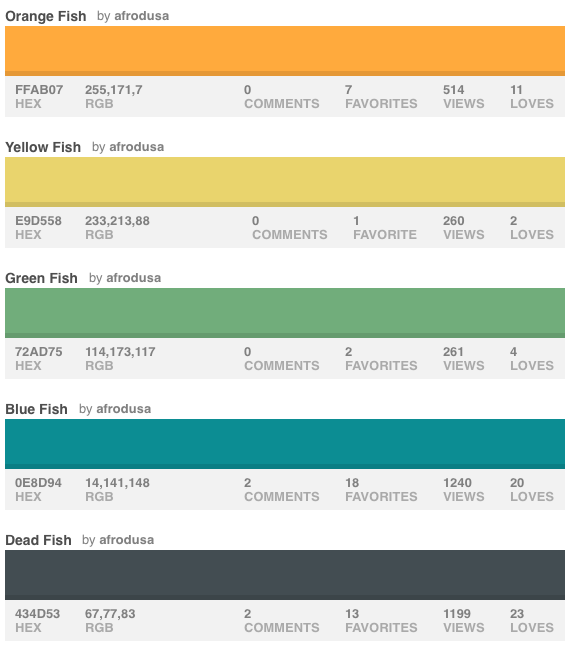 Orange Fish by afrodusa
FFAB07 255,171,7 0 7 514 11
HEX RGB COMMENTS FAVORITES VIEWS LOVES
Yellow Fish by afrodusa
E9D558 233,213,88 0 1 260 2
HEX RGB COMMENTS FAVORITE VIEWS LOVES
Green Fish by afrodusa
72AD75 114,173,117 0 2 261 4
HEX RGB COMMENTS FAVORITES VIEWS LOVES
Blue Fish by afrodusa
0E8D94 14,141,148 2 18 1240 20
HEX RGB COMMENTS FAVORITES VIEWS LOVES
Dead Fish by afrodusa
434D53 67,77,83 2 13 1199 23
HEX RGB COMMENTS FAVORITES VIEWS LOVES